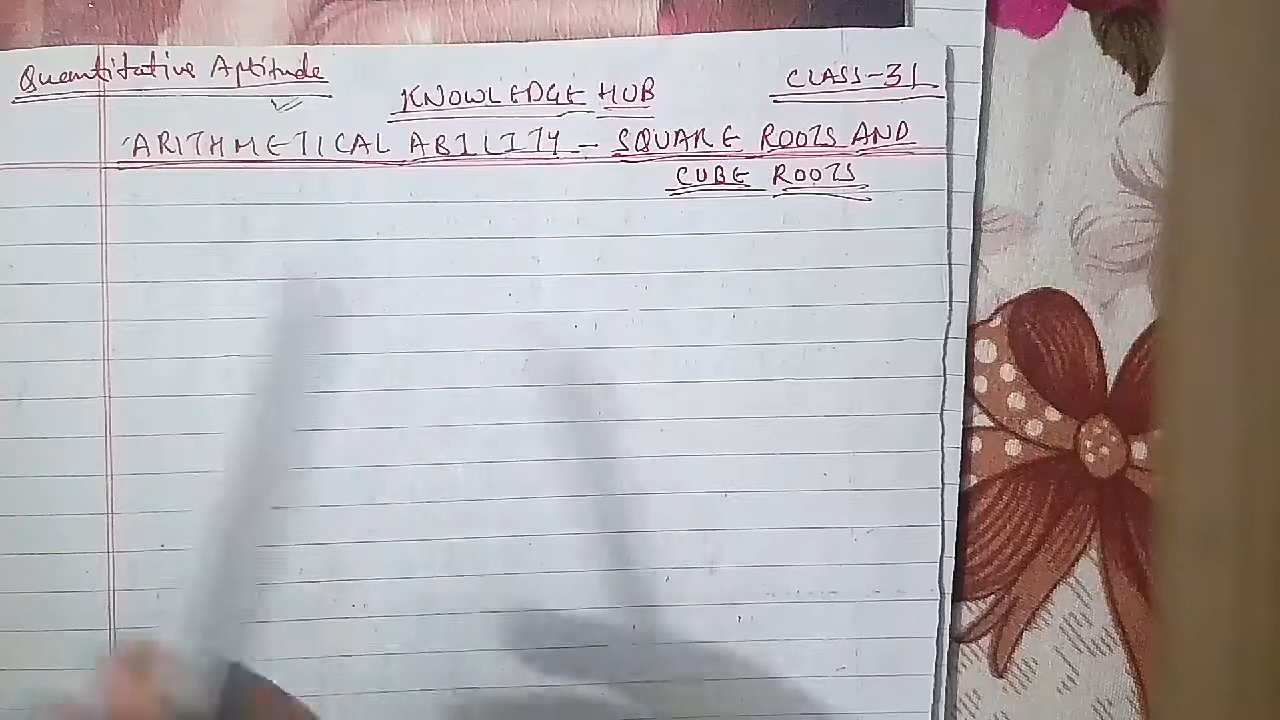 Quantitative Aptitude
KNOWLEDGE HUB
CLASS-31
ARITHMETICAL ABILITY - SQUARE ROOTS AND
CUBE ROOTS